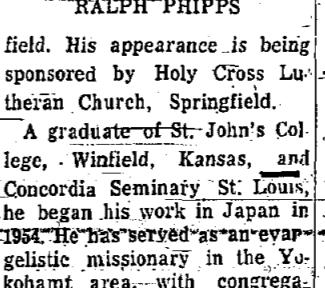 RALPH PHIPPS
field. His appearance is being
sponsored by Holy Cross Lu-
theran Church, Springfield.
A graduate of St. John's Col-
lege, Winfield, Kansas, and
Concordia Seminary St. Louis,
he began his work in Japan in
1954. He has served as an evan-
gelistic missionary in the Yo-
kohamt area, with congrega-